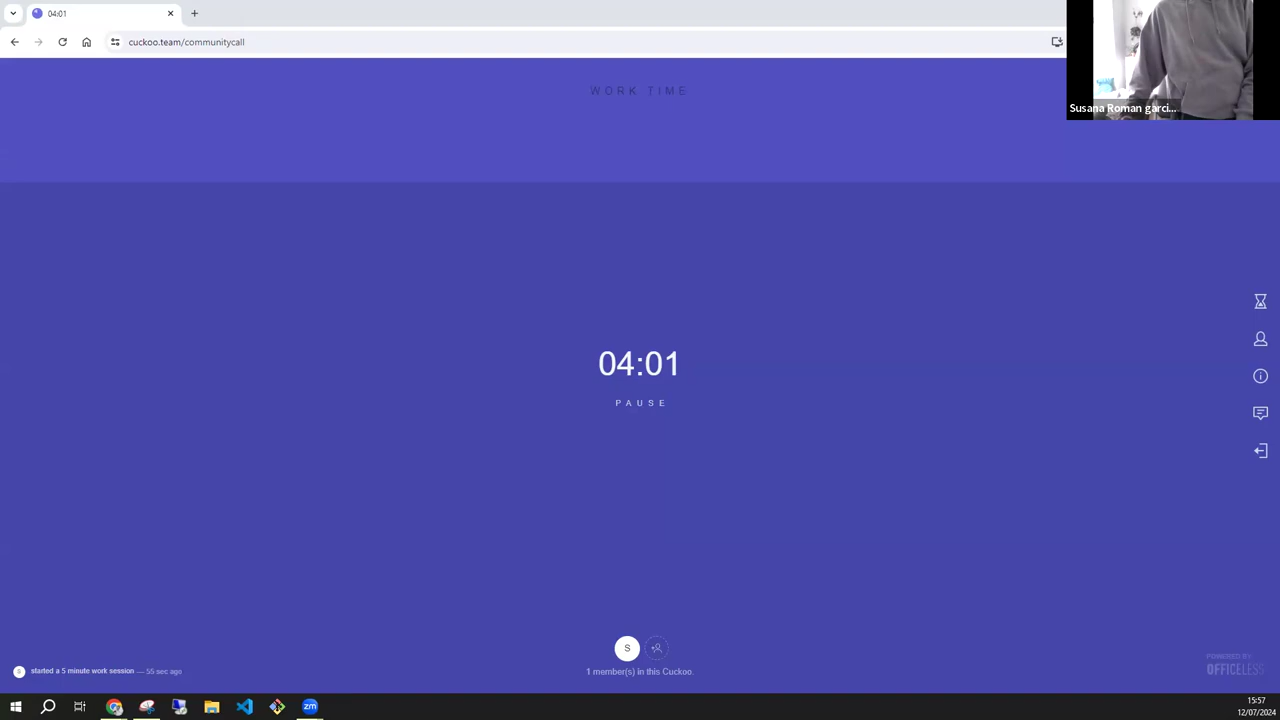 04:01
cuckoo.team/communitycall
Susana Roman garci...
WORK TIME
04:01
PAUSE
S
1 member(s) in this Cuckoo.
S started a 5 minute work session — 55 sec ago
POWERED BY:
OFFICELESS
zm
15:57
12/07/2024